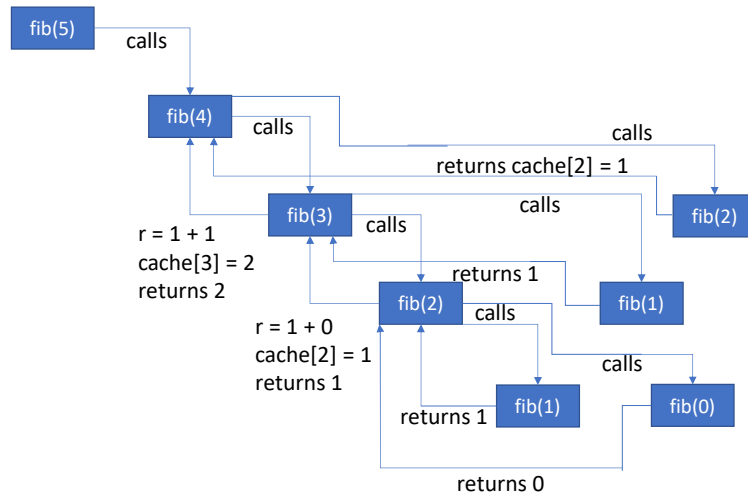 fib(5)
calls
fib(4)
calls
calls
returns cache[2] = 1
fib(3)
calls
fib(2)
calls
r = 1 + 1
cache[3] = 2
returns 2
returns 1
fib(2)
fib(1)
r = 1 + 0
cache[2] = 1
returns 1
calls
calls
fib(1)
fib(0)
returns 1
returns 0